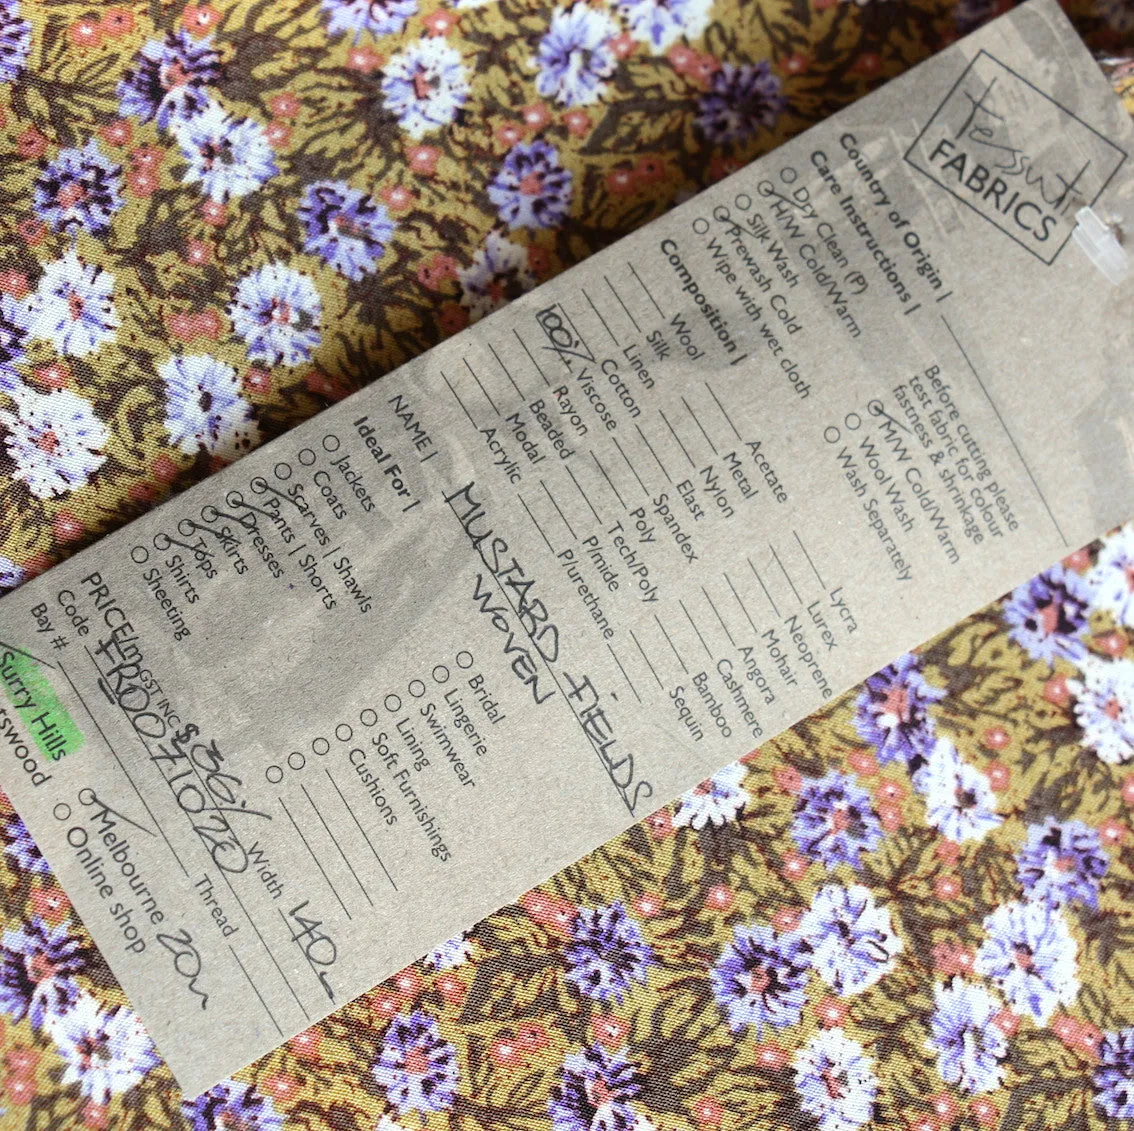 Tessuti
FABRICS
Country of Origin |
Care Instructions |
Dry Clean (P)
H/W Cold/Warm
Silk Wash
Prewash Cold
Wipe with wet cloth
Before cutting please
test fabric for colour
fastness & shrinkage
M/W Cold/Warm
Wool Wash
Wash Separately
Composition |
Wool
Silk
Linen
Cotton
100% Viscose
Rayon
Beaded
Modal
Acrylic
Acetate
Metal
Nylon
Elast
Spandex
Poly
Tech/Poly
P/mide
P/urethane
Lycra
Lurex
Neoprene
Mohair
Angora
Cashmere
Bamboo
Sequin
NAME | MUSTARD FIELDS
WOVEN
Ideal For |
Jackets
Coats
Scarves | Shawls
Pants | Shorts
Dresses
Skirts
Tops
Shirts
Sheeting
Bridal
Lingerie
Swimwear
Lining
Soft Furnishings
Cushions
PRICE/m GST INC $36/ Width 140
Code
Bay # Thread
Surry Hills
Melbourne 20m
Online shop